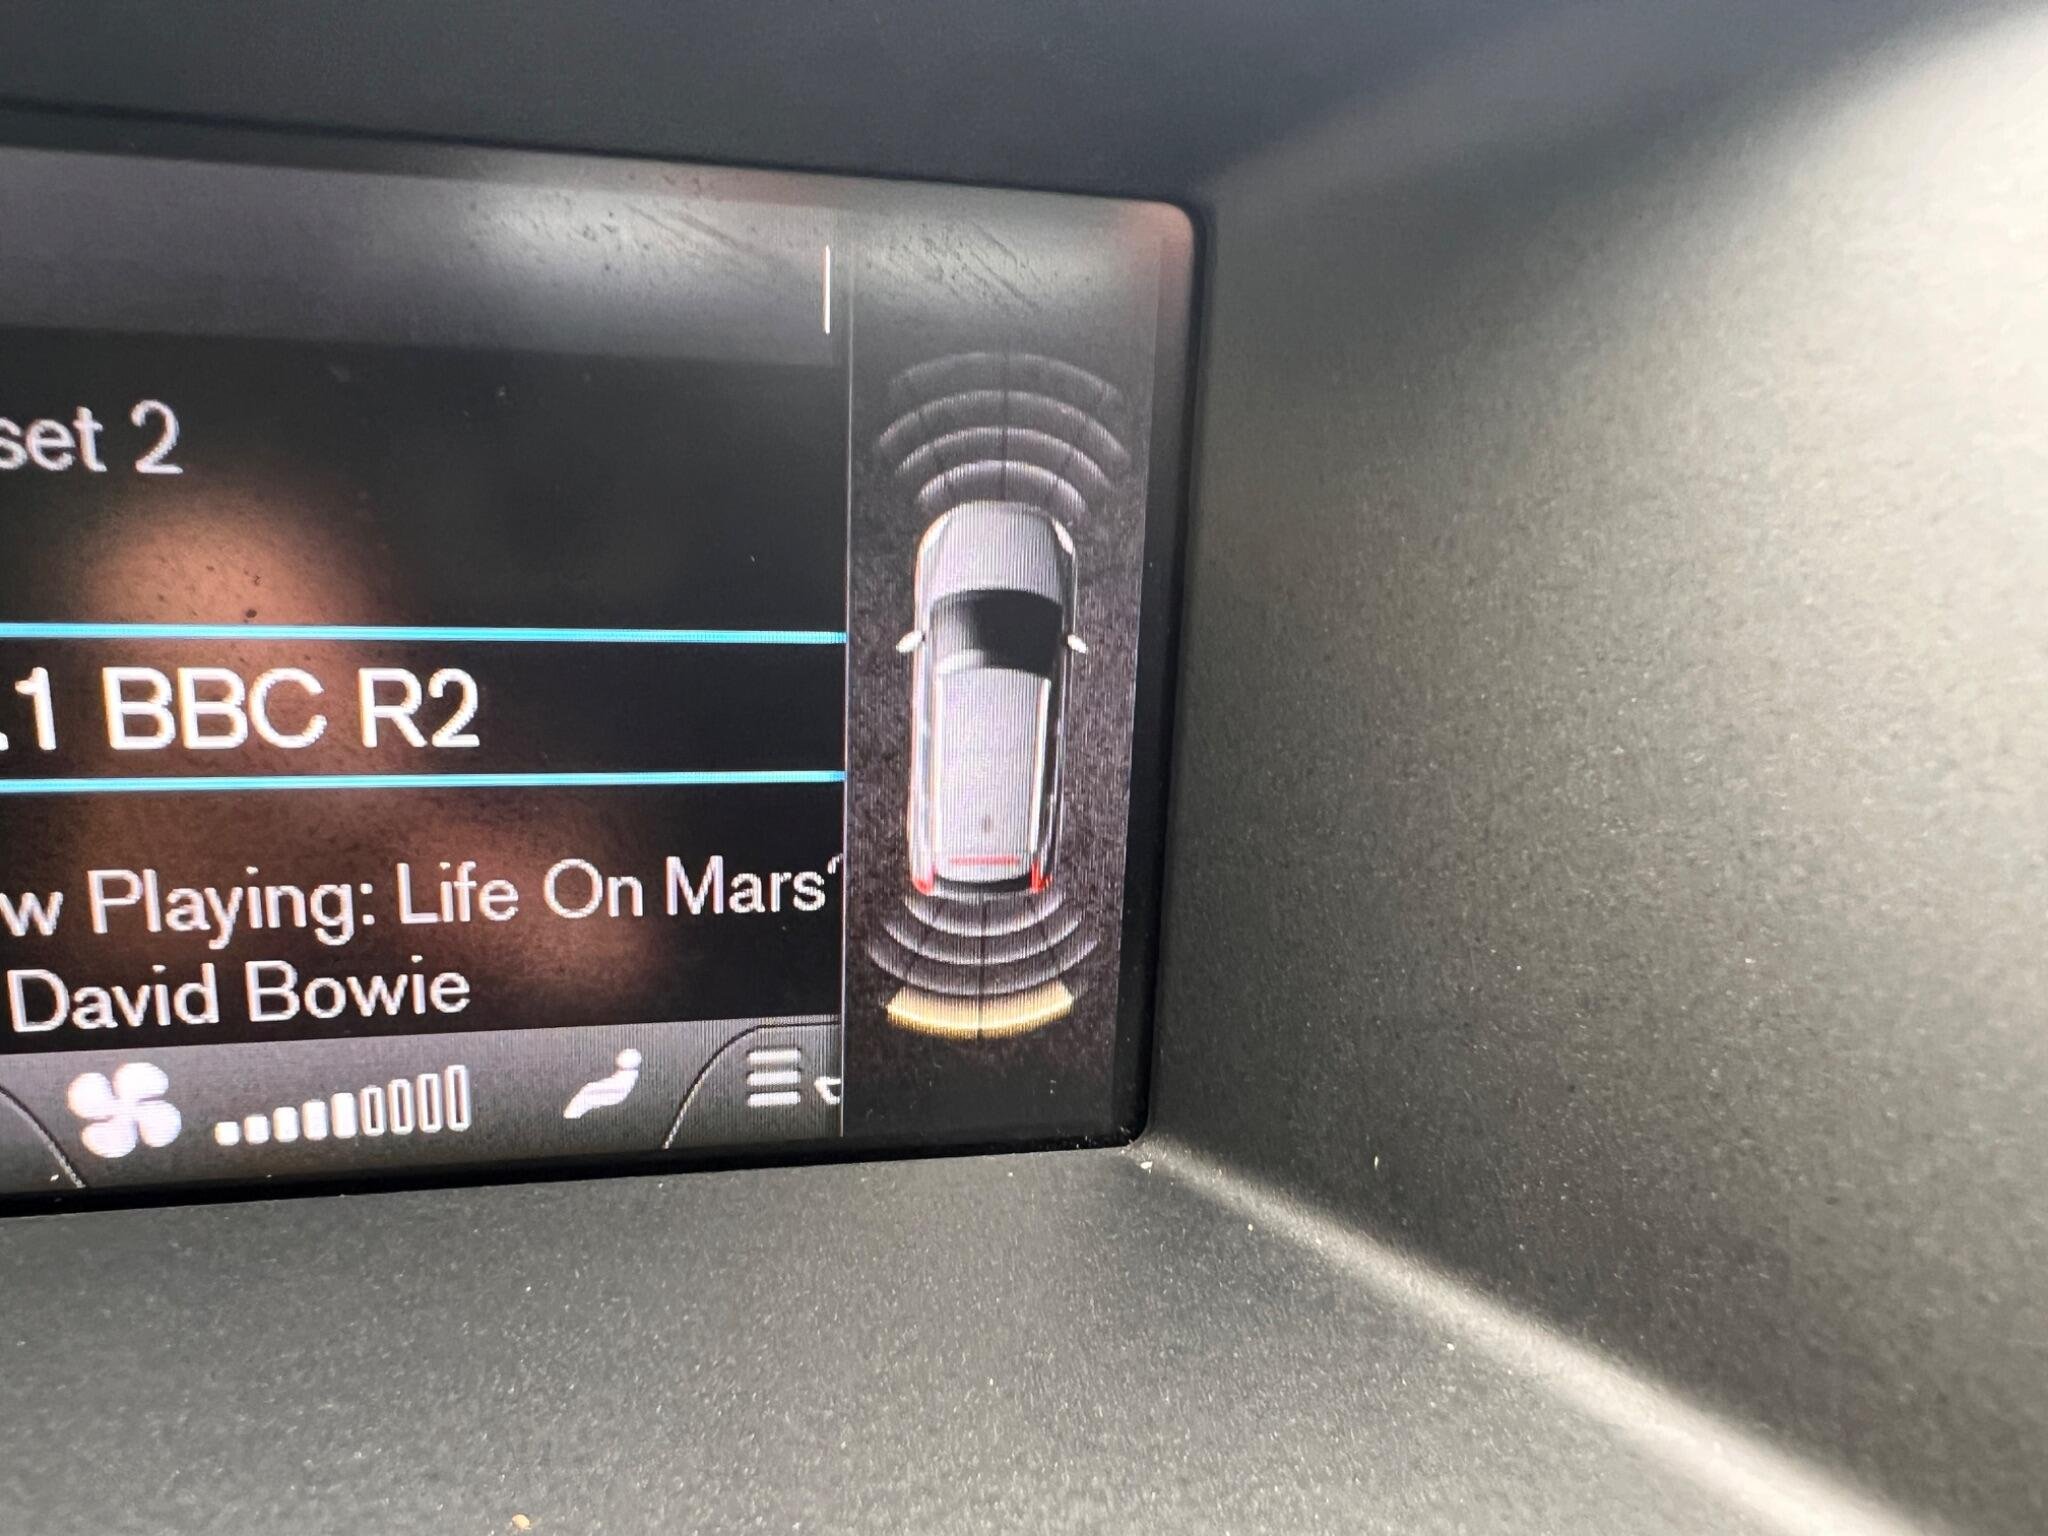 set 2
.1 BBC R2
w Playing: Life On Mars?
David Bowie